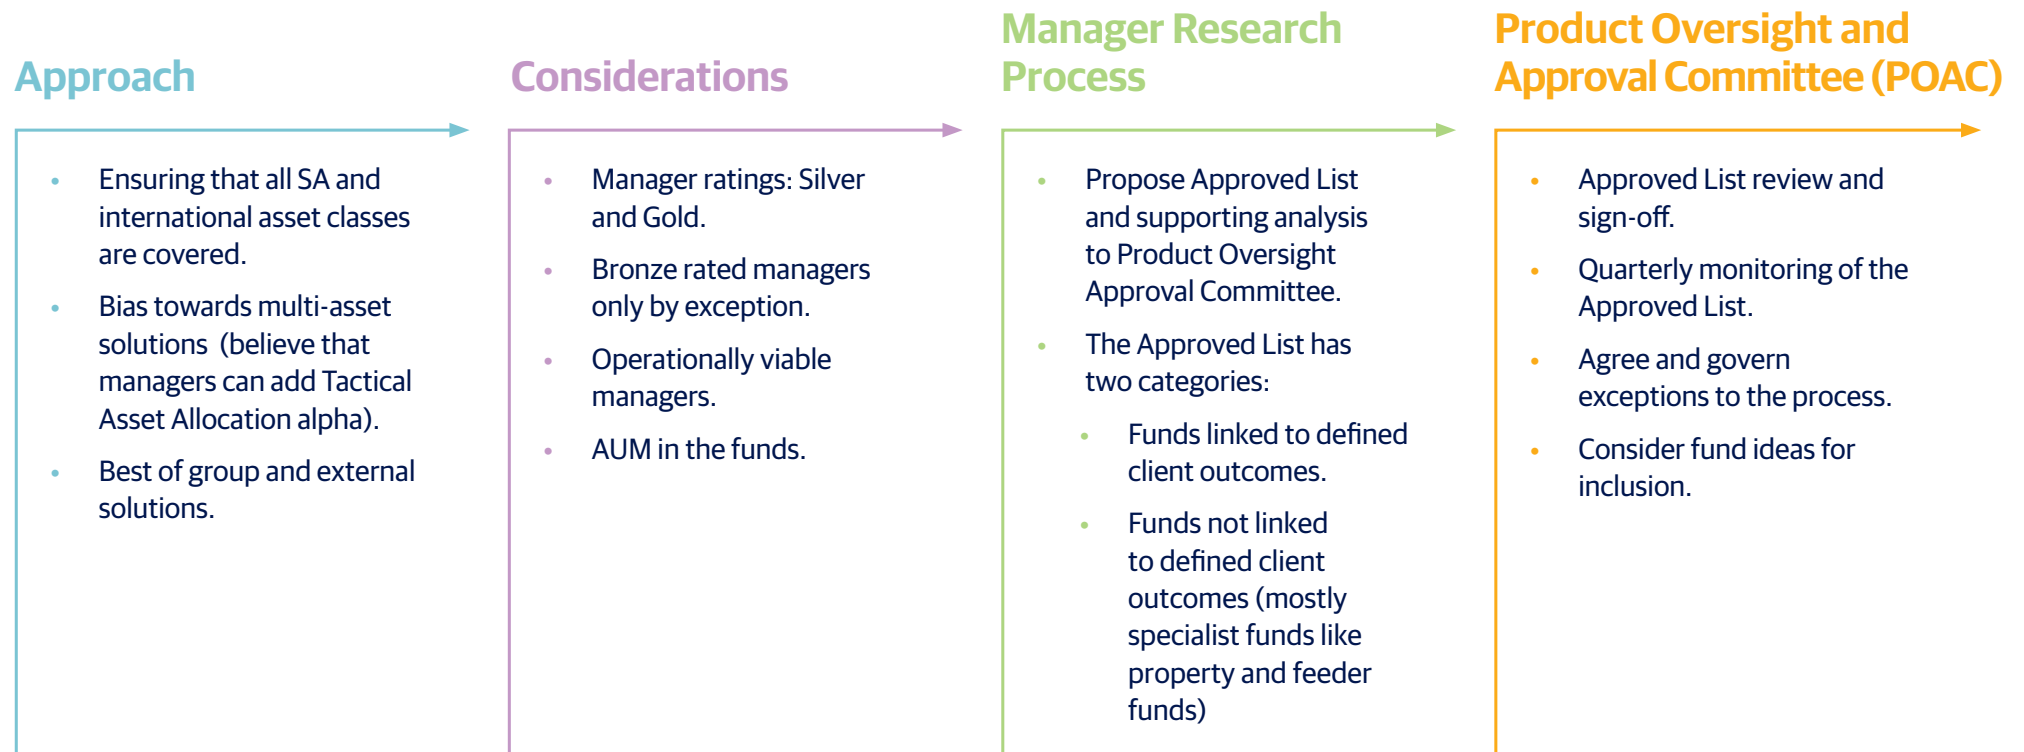 Approach
• Ensuring that all SA and
international asset classes
are covered.
• Bias towards multi-asset
solutions (believe that
managers can add Tactical
Asset Allocation alpha).
• Best of group and external
solutions.
Considerations
• Manager ratings: Silver
and Gold.
• Bronze rated managers
only by exception.
• Operationally viable
managers.
• AUM in the funds.
Manager Research
Process
• Propose Approved List
and supporting analysis
to Product Oversight
Approval Committee.
• The Approved List has
two categories:
• Funds linked to defined
client outcomes.
• Funds not linked
to defined client
outcomes (mostly
specialist funds like
property and feeder
funds)
Product Oversight and
Approval Committee (POAC)
• Approved List review and
sign-off.
• Quarterly monitoring of the
Approved List.
• Agree and govern
exceptions to the process.
• Consider fund ideas for
inclusion.